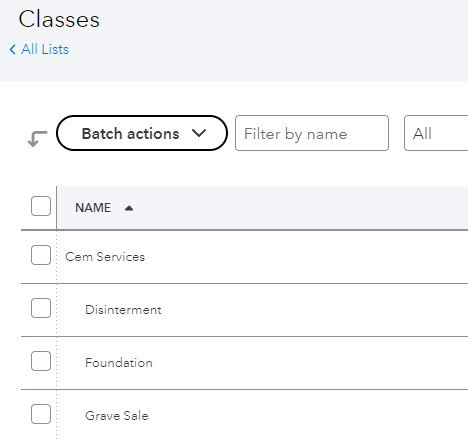 Classes
All Lists
Batch actions
Filter by name
All
NAME
Cem Services
Disinterment
Foundation
Grave Sale